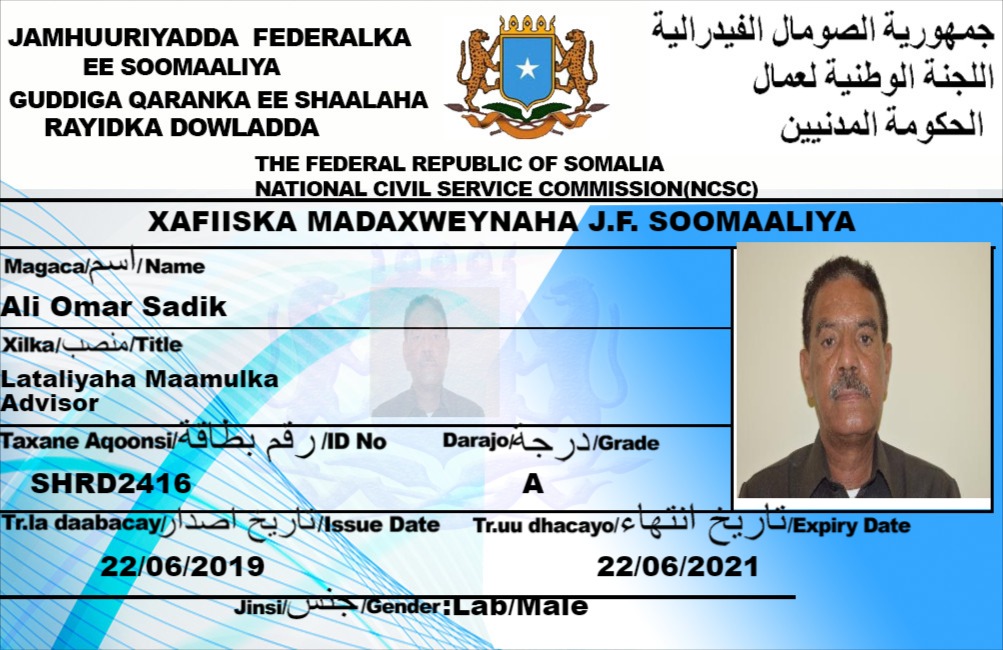 JAMHUURIYADDA FEDERALKA
EE SOOMAALIYA
GUDDIGA QARANKA EE SHAALAHA
RAYIDKA DOWLADDA
جمهورية الصومال الفيدرالية
اللجنة الوطنية لعمال
الحكومة المدنيين
THE FEDERAL REPUBLIC OF SOMALIA
NATIONAL CIVIL SERVICE COMMISSION(NCSC)
XAFIISKA MADAXWEYNAHA J.F. SOOMAALIYA
Magaca/أسم/Name
Ali Omar Sadik
Xilka/منصب/Title
Lataliyaha Maamulka
Advisor
Taxane Aqoonsi/رقم بطاقة/ID No
Darajo/درجة/Grade
SHRD2416
A
Tr.la daabacay/تاريخ اصدار/Issue Date
Tr.uu dhacayo/تاريخ انتهاء/Expiry Date
22/06/2019
22/06/2021
Jinsi/جنس/Gender:Lab/Male